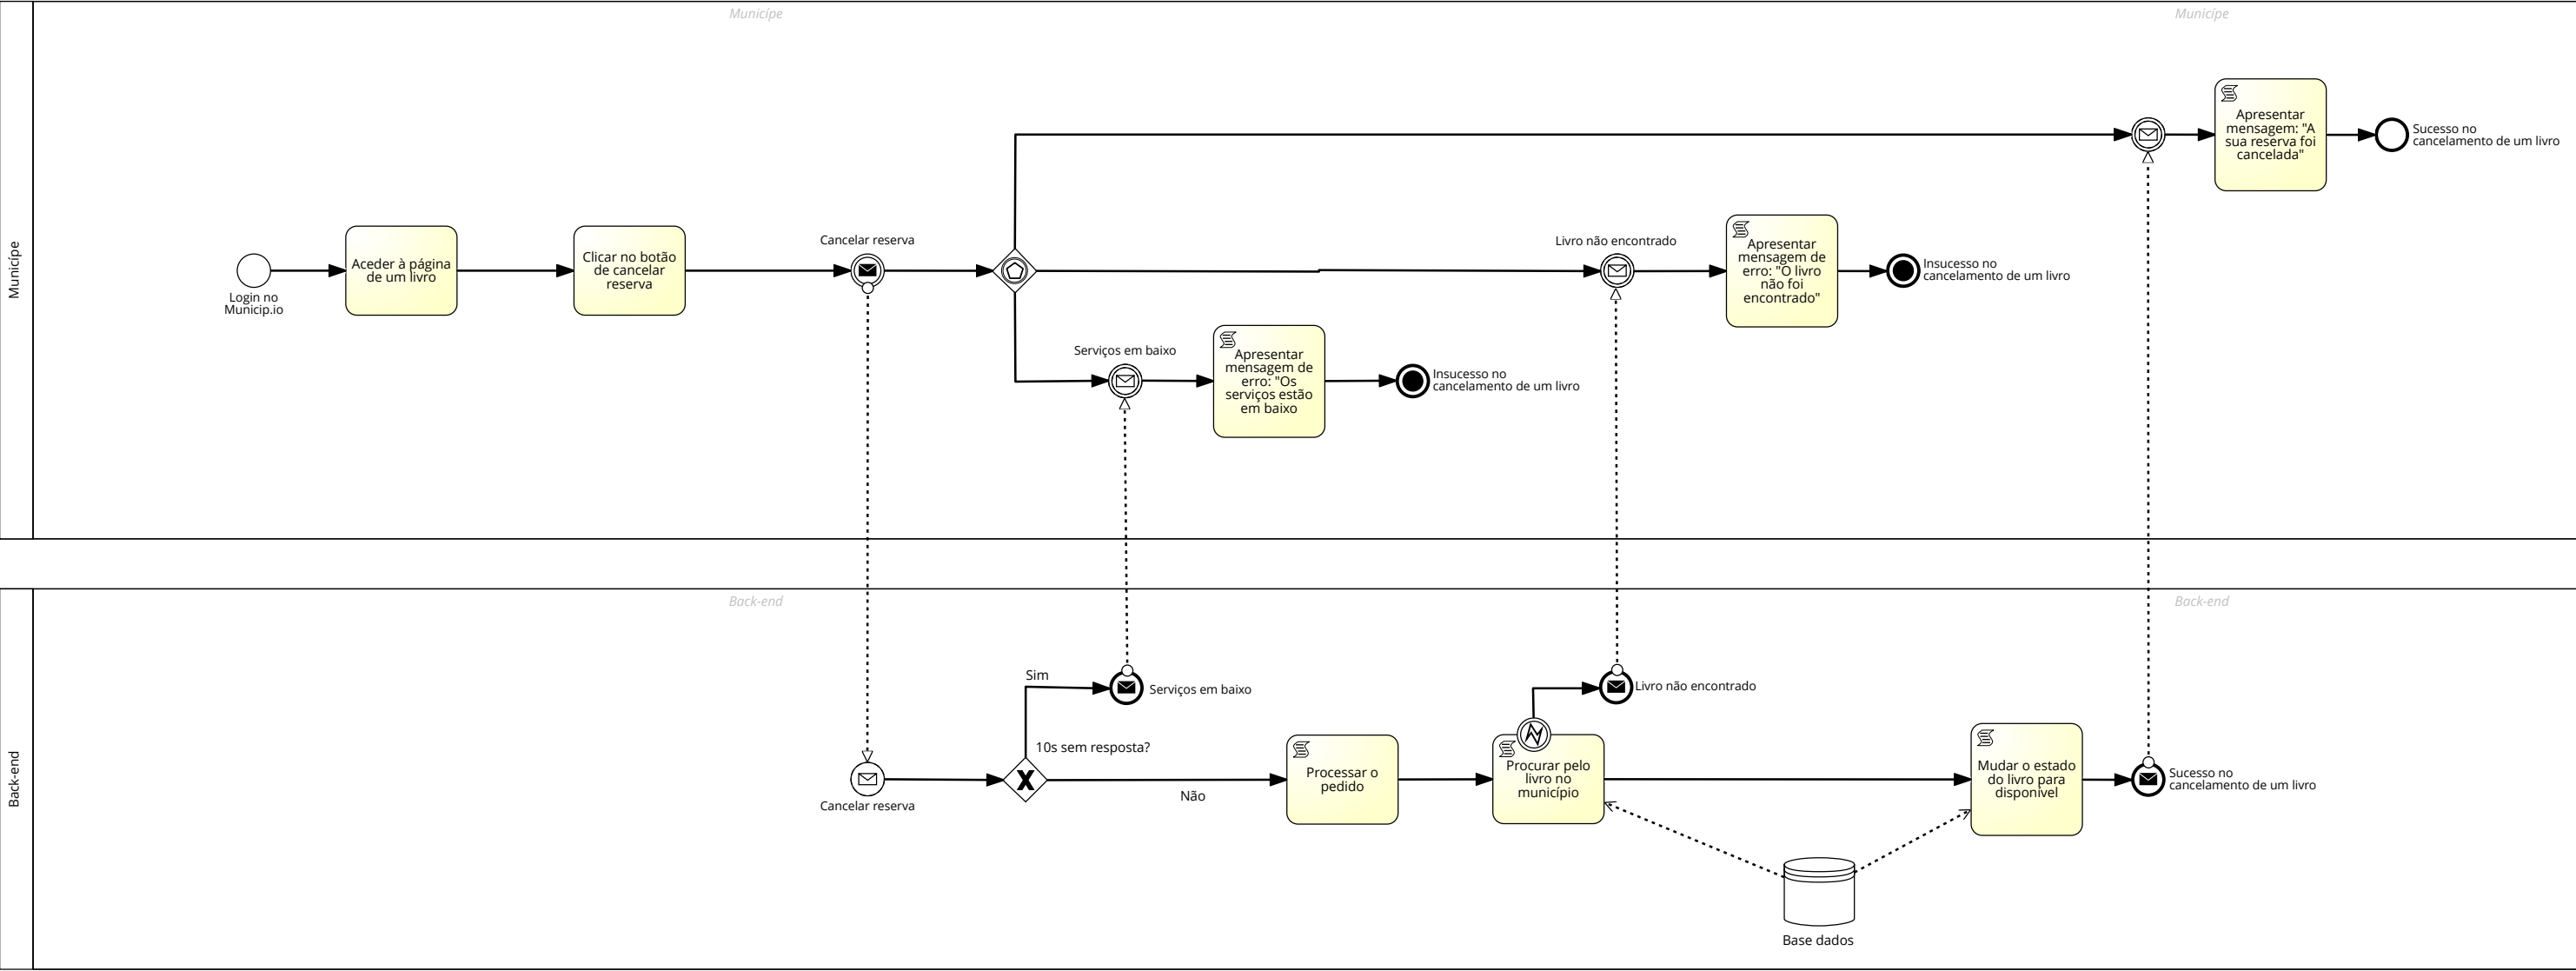 Municípe
Municípe
Municípe
Apresentar
mensagem: "A
sua reserva foi
cancelada"
Sucesso no
cancelamento de um livro
Login no
Municip.io
Aceder à página
de um livro
Clicar no botão
de cancelar
reserva
Cancelar reserva
Livro não encontrado
Apresentar
mensagem de
erro: "O livro
não foi
encontrado"
Insucesso no
cancelamento de um livro
Serviços em baixo
Apresentar
mensagem de
erro: "Os
serviços estão
em baixo
Insucesso no
cancelamento de um livro
Back-end
Back-end
Back-end
Cancelar reserva
Sim
10s sem resposta?
Não
Serviços em baixo
Processar o
pedido
Procurar pelo
livro no
município
Livro não encontrado
Mudar o estado
do livro para
disponível
Sucesso no
cancelamento de um livro
Base dados